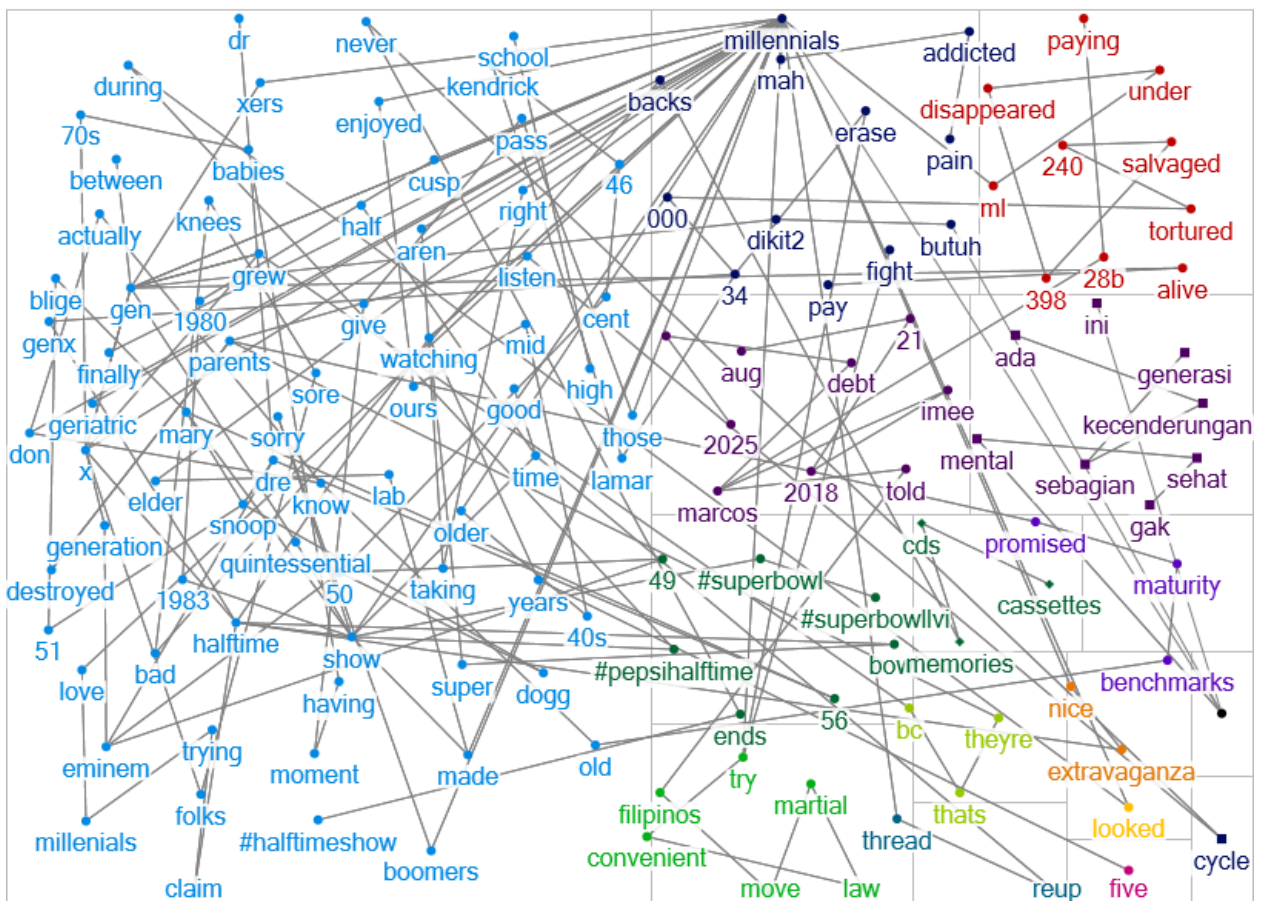 dr
never
school
millennials
addicted
paying
during
xers
kendrick
mah
backs
disappeared
under
70s
enjoyed
pass
erase
between
babies
cusp
46
pain
240
salvaged
actually
knees
half
right
000
ml
tortured
grew
aren
listen
dikit2
butuh
blige
gen
1980
give
cent
34
fight
28b
alive
genx
parents
watching
mid
pay
398
finally
21
ini
sore
ours
good
high
aug
debt
ada
generasi
geriatric
mary
sorry
those
2025
imee
kecenderungan
don
x
elder
dre
know
lab
time
lamar
marcos
2018
told
mental
sebagian
sehat
snoop
older
gak
generation
quintessential
cds
promised
destroyed
1983
50
taking
years
49
#superbowl
maturity
51
halftime
40s
#superbowllvi
cassettes
show
#pepsihalftime
memories
love
bad
having
super
dogg
benchmarks
56
nice
bc
theyre
eminem
trying
moment
made
old
ends
try
extravaganza
folks
filipinos
martial
thats
looked
millenials
#halftimeshow
boomers
convenient
thread
cycle
claim
move
law
reup
five